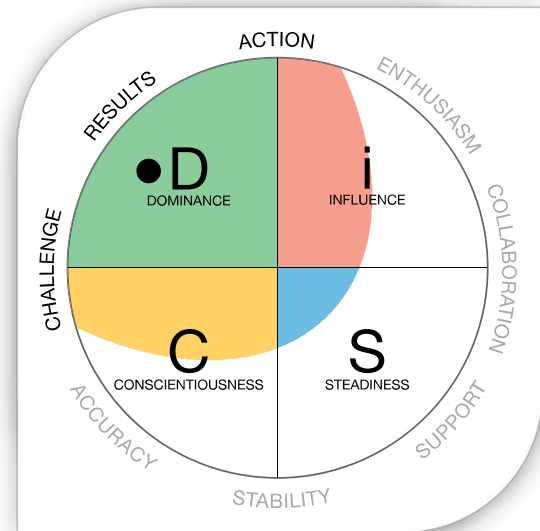 ACTION
ENTHUSIASM
RESULTS
D
i
DOMINANCE
INFLUENCE
COLLABORATION
CHALLENGE
C
S
CONSCIENTIOUSNESS
STEADINESS
ACCURACY
SUPPORT
STABILITY